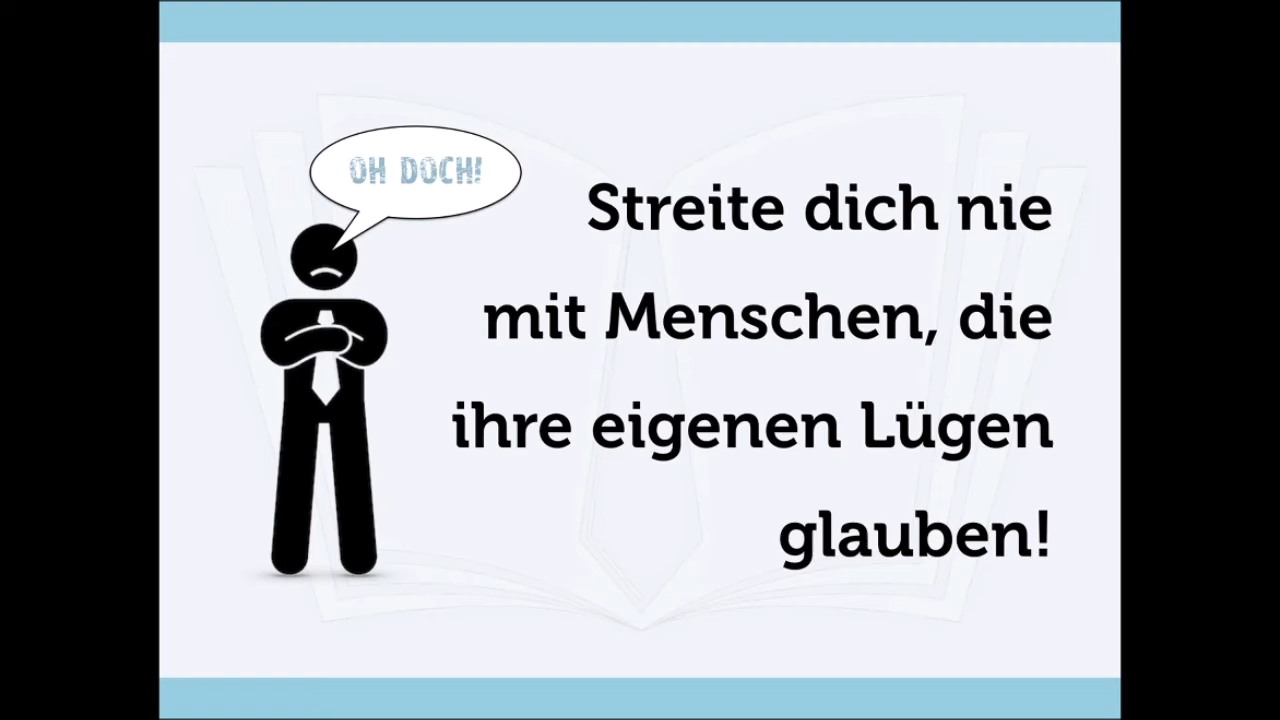 OH DOCH!
Streite dich nie
mit Menschen, die
ihre eigenen Lügen
glauben!